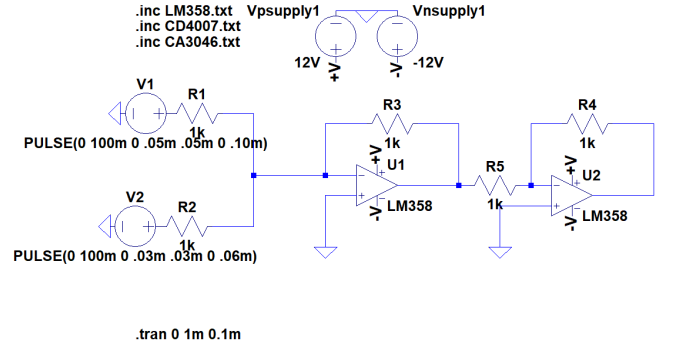 .inc LM358.txt
.inc CD4007.txt
.inc CA3046.txt
Vpsupply1
Vnsupply1
12V
-12V
+V
-V
V1
R1
1k
PULSE(0 100m 0 .05m .05m 0 .10m)
V2
R2
1k
PULSE(0 100m 0 .03m .03m 0 .06m)
R3
1k
+V
U1
-V
LM358
R5
1k
R4
1k
+V
U2
-V
LM358
.tran 0 1m 0.1m